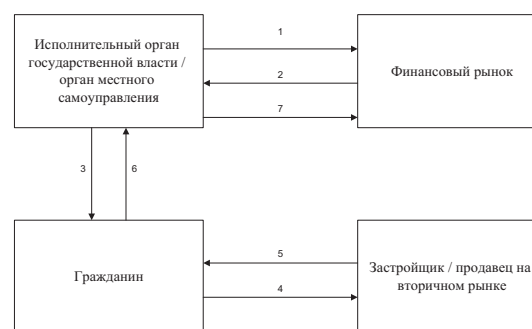 Исполнительный орган
государственной власти /
орган местного
самоуправления
1
2
7
Финансовый рынок
3
6
Гражданин
5
4
Застройщик / продавец на
вторичном рынке